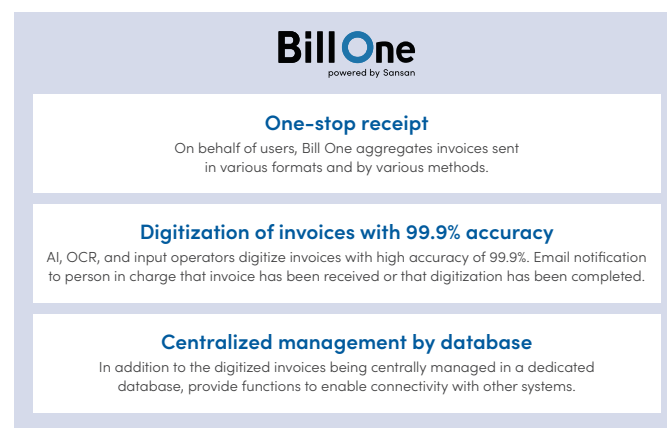 Bill One
powered by Sansan
One-stop receipt
On behalf of users, Bill One aggregates invoices sent
in various formats and by various methods.
Digitization of invoices with 99.9% accuracy
AI, OCR, and input operators digitize invoices with high accuracy of 99.9%. Email notification
to person in charge that invoice has been received or that digitization has been completed.
Centralized management by database
In addition to the digitized invoices being centrally managed in a dedicated
database, provide functions to enable connectivity with other systems.